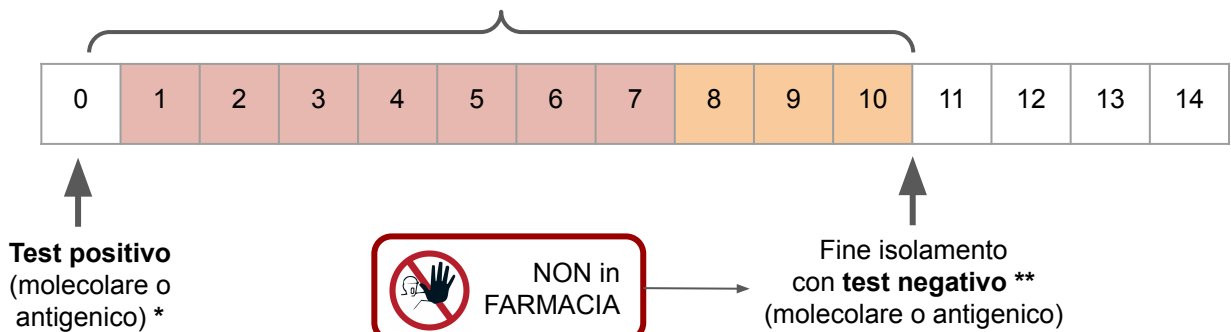 0 1 2 3 4 5 6 7 8 9 10 11 12 13 14
Test positivo
(molecolare o
antigenico) *
NON in
FARMACIA
Fine isolamento
con test negativo **
(molecolare o antigenico)